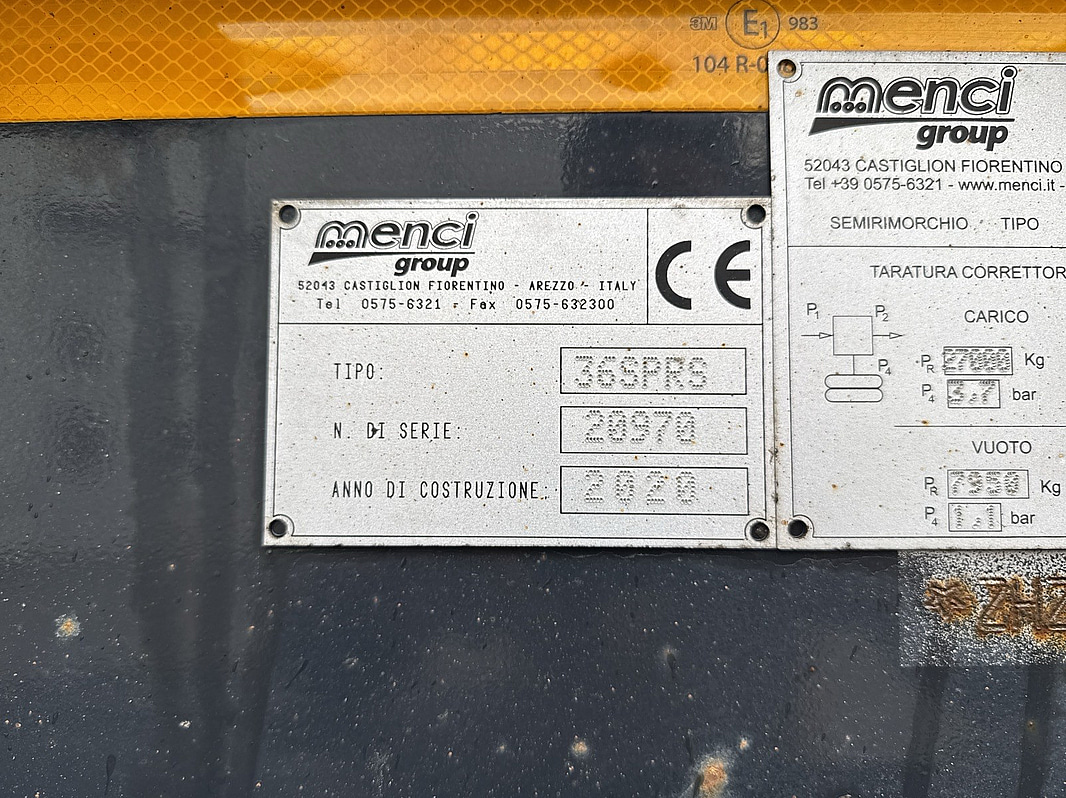 3M E1 983
104 R-0
menci
group
52043 CASTIGLION FIORENTINO - AREZZO - ITALY
Tel 0575-6321 - Fax 0575-632300
CE
TIPO: 36SPRS
N. DI SERIE: 20970
ANNO DI COSTRUZIONE: 2020
menci
group
52043 CASTIGLION FIORENTINO
Tel +39 0575-6321 - www.menci.it -
SEMIRIMORCHIO TIPO
TARATURA CORRETTOR
CARICO
P1 P2
P4
PR 27000 Kg
P4 3.7 bar
VUOTO
PR 7950 Kg
P4 1.1 bar
ZHZ